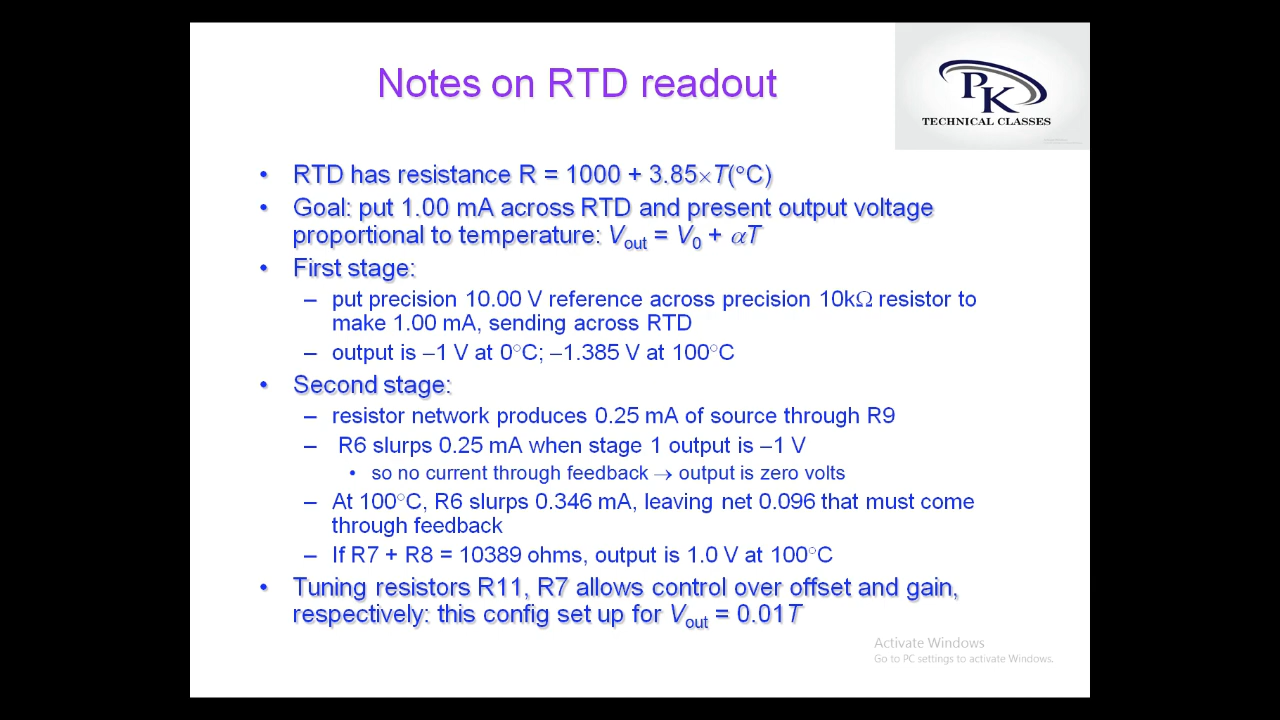 Notes on RTD readout
PK
TECHNICAL CLASSES
• RTD has resistance R = 1000 + 3.85×T(°C)
• Goal: put 1.00 mA across RTD and present output voltage
proportional to temperature: Vout = V0 + αT
• First stage:
– put precision 10.00 V reference across precision 10kΩ resistor to
make 1.00 mA, sending across RTD
– output is –1 V at 0°C; –1.385 V at 100°C
• Second stage:
– resistor network produces 0.25 mA of source through R9
– R6 slurps 0.25 mA when stage 1 output is –1 V
• so no current through feedback → output is zero volts
– At 100°C, R6 slurps 0.346 mA, leaving net 0.096 that must come
through feedback
– If R7 + R8 = 10389 ohms, output is 1.0 V at 100°C
• Tuning resistors R11, R7 allows control over offset and gain,
respectively: this config set up for Vout = 0.01T
Activate Windows
Go to PC settings to activate Windows.